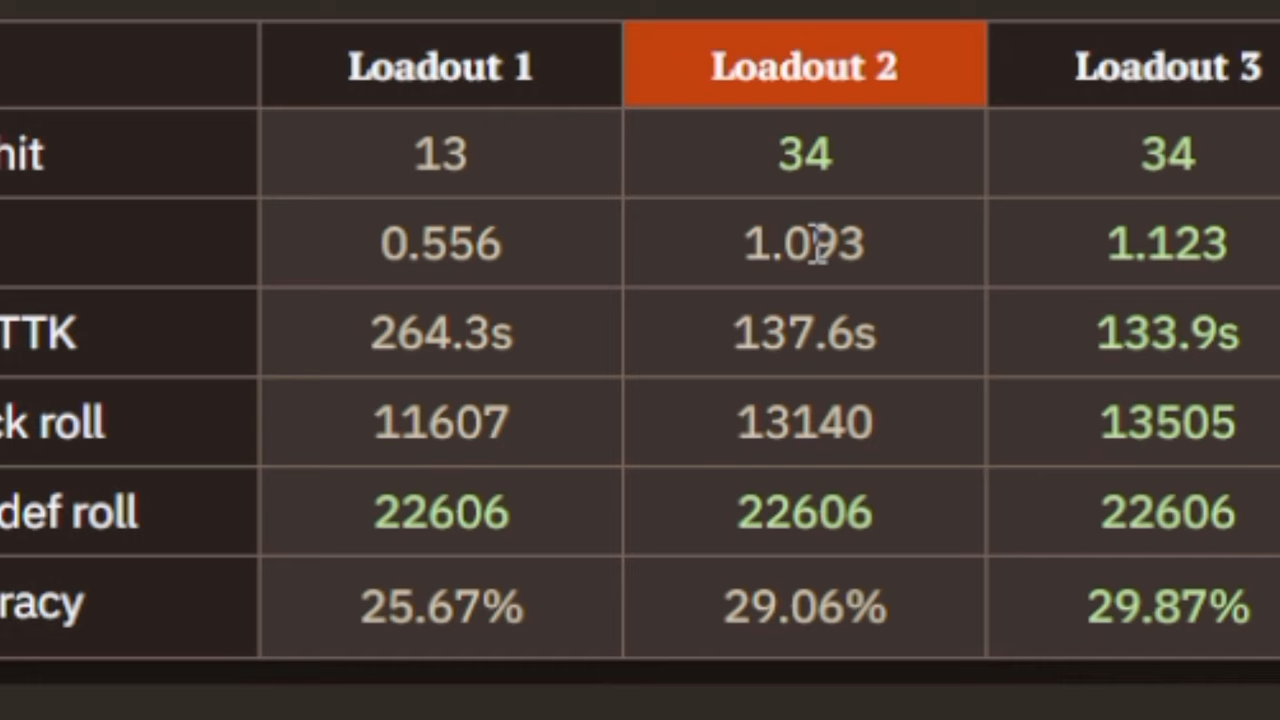 Loadout 1 Loadout 2 Loadout 3
hit 13 34 34
0.556 1.093 1.123
TTK 264.3s 137.6s 133.9s
ck roll 11607 13140 13505
def roll 22606 22606 22606
racy 25.67% 29.06% 29.87%